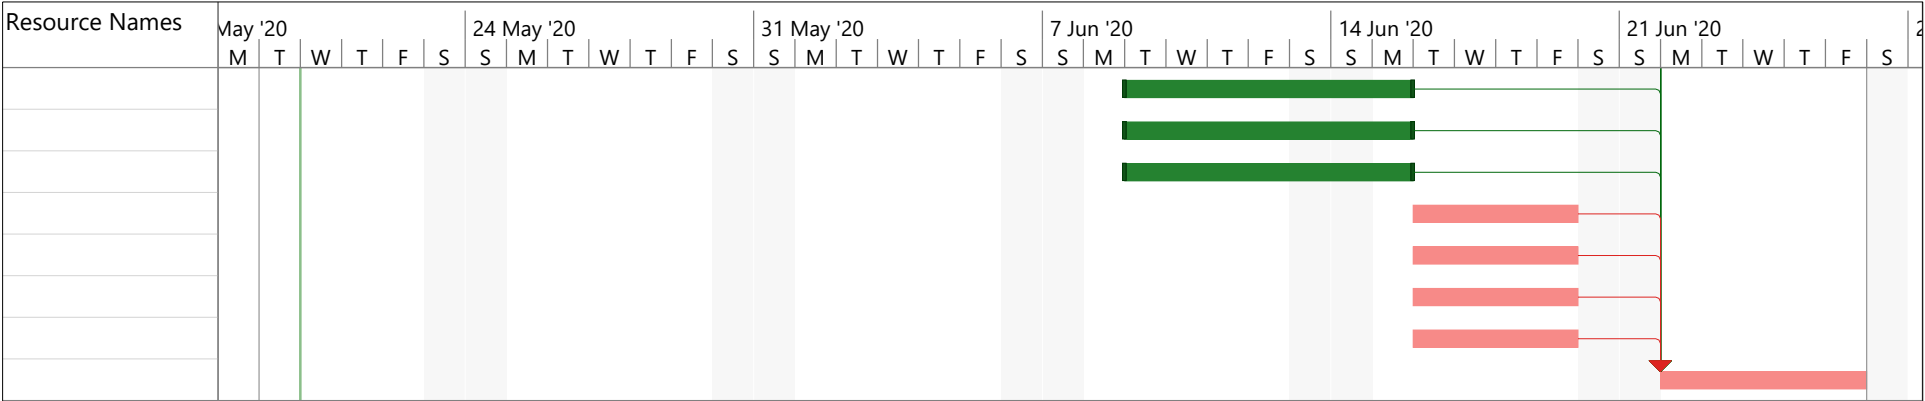 Resource Names
May '20 24 May '20 31 May '20 7 Jun '20 14 Jun '20 21 Jun '20
M T W T F S S M T W T F S S M T W T F S S M T W T F S S M T W T F S S M T W T F S